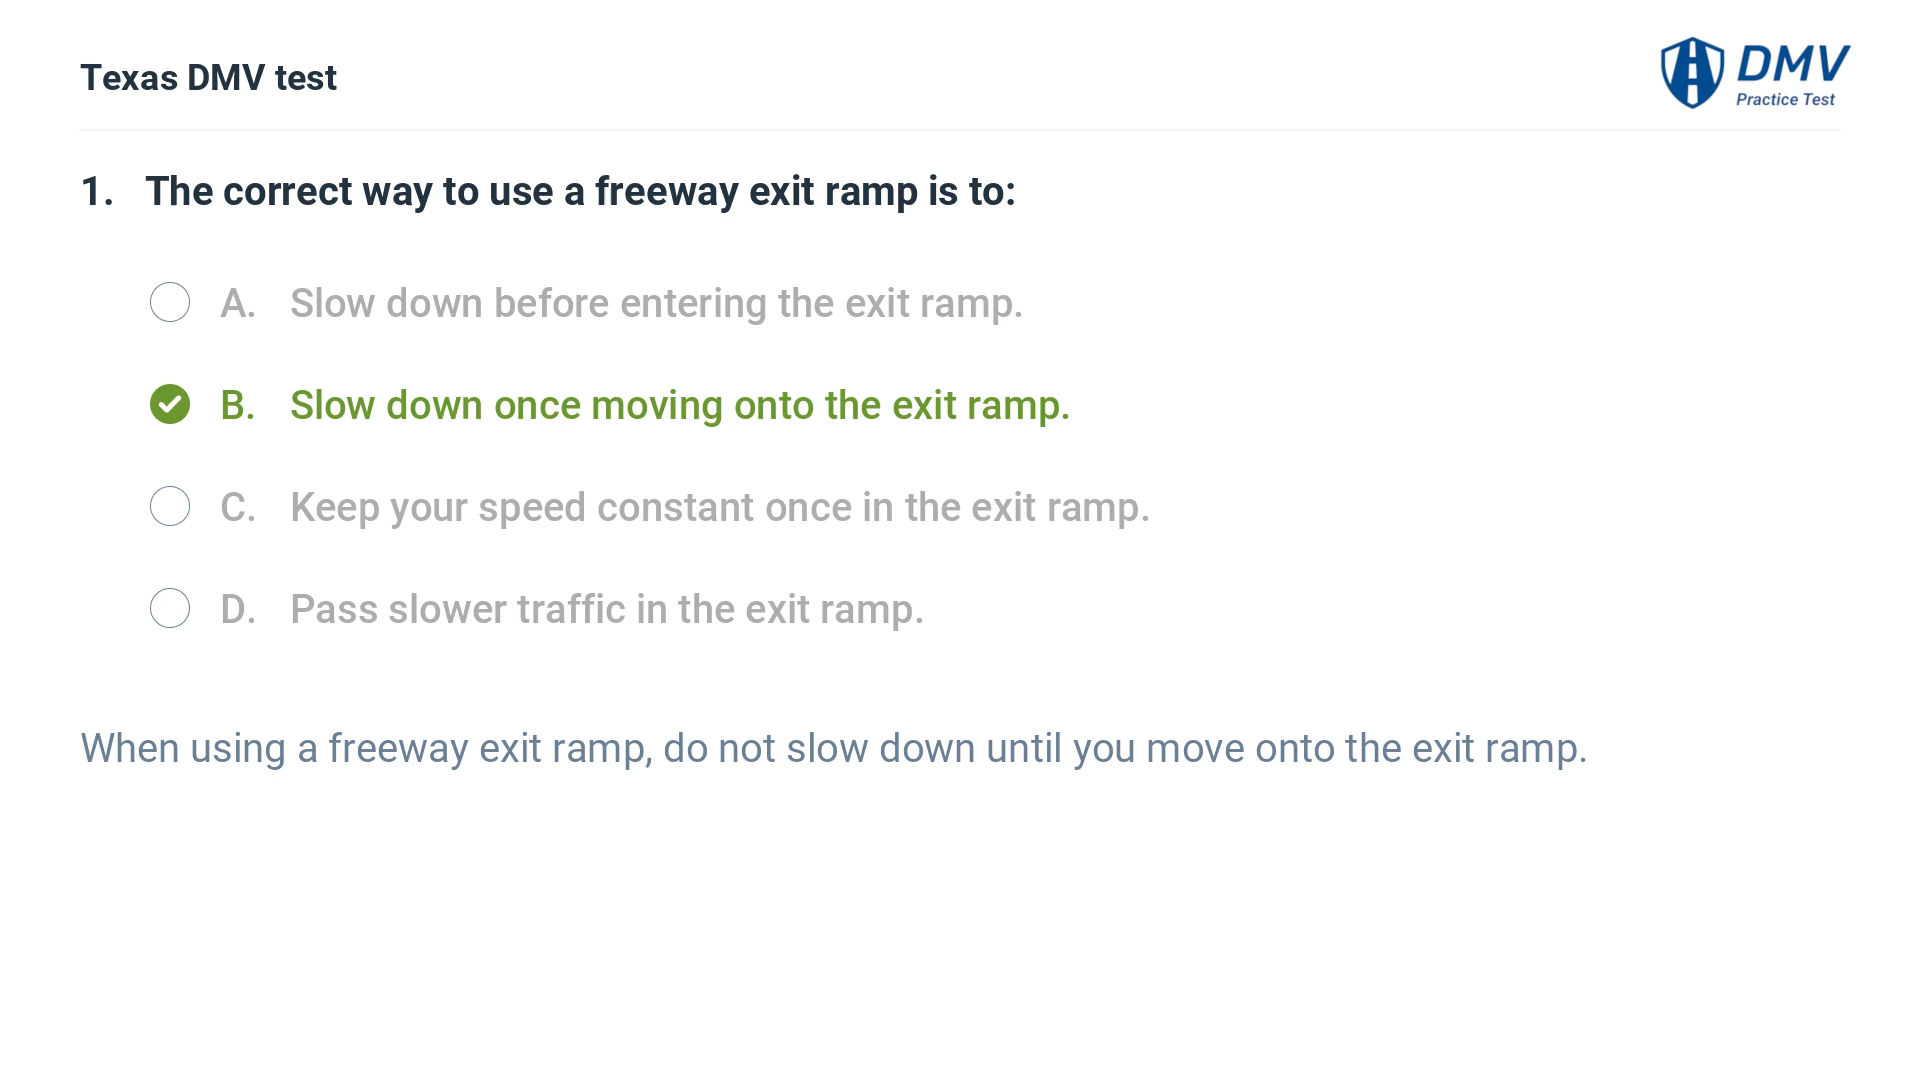 Texas DMV test
DMV
Practice Test
1. The correct way to use a freeway exit ramp is to:
A. Slow down before entering the exit ramp.
B. Slow down once moving onto the exit ramp.
C. Keep your speed constant once in the exit ramp.
D. Pass slower traffic in the exit ramp.
When using a freeway exit ramp, do not slow down until you move onto the exit ramp.